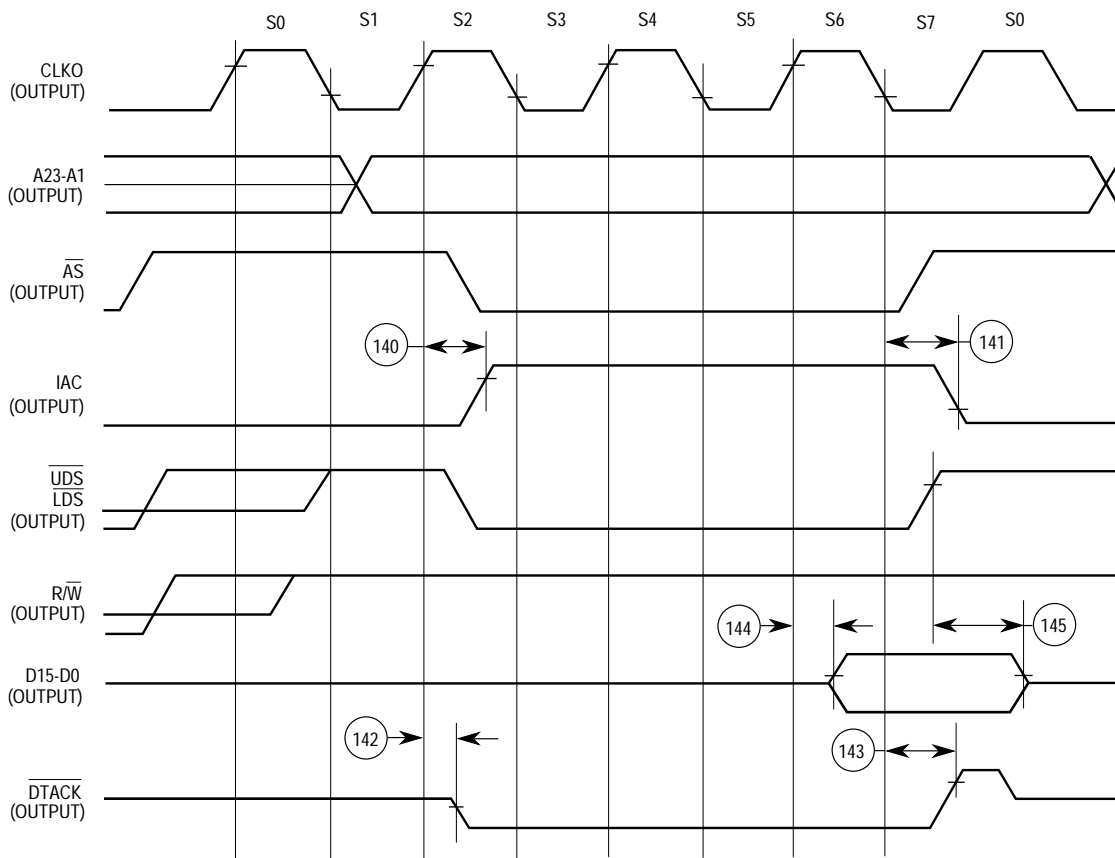 S0 S1 S2 S3 S4 S5 S6 S7 S0
CLKO
(OUTPUT)
A23-A1
(OUTPUT)
AS
(OUTPUT)
140
141
IAC
(OUTPUT)
UDS
LDS
(OUTPUT)
R/W
(OUTPUT)
144
145
D15-D0
(OUTPUT)
142
143
DTACK
(OUTPUT)